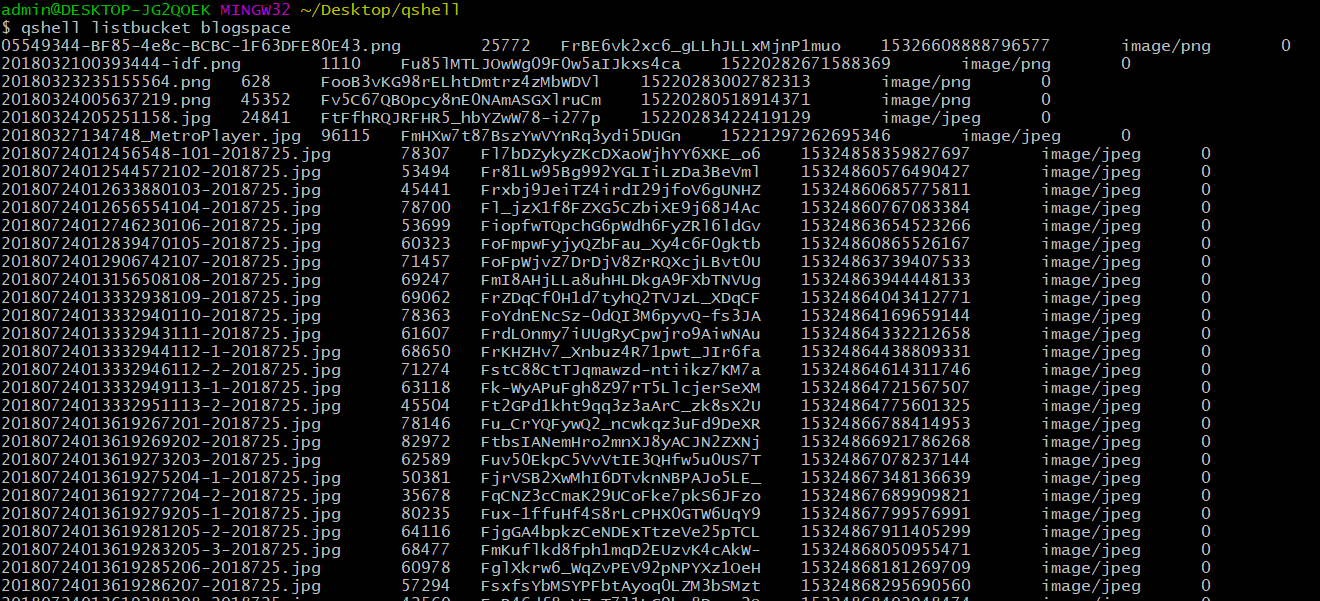 admin@DESKTOP-JG2QOEK MINGW32 ~/Desktop/qshell
$ qshell listbucket blogspace
05549344-BF85-4e8c-BCBC-1F63DFE80E43.png 25772 FrBE6vk2xc6_gLLhJLLxMjnP1muo 15326608888796577 image/png 0
2018032100393444-idf.png 1110 Fu85lMTLJOwWgO9F0w5aIJkxs4ca 15220282671588369 image/png 0
20180323235155564.png 628 FooB3vKG98rELhtDmtrz4zMbWDVl 15220283002782313 image/png 0
20180324005637219.png 45352 Fv5C67QBOpcy8nE0NAmASGXlruCm 15220280518914371 image/png 0
20180324205251158.jpg 24841 FtFfhRQJRFHR5_hbYZwW78-i277p 15220283422419129 image/jpeg 0
20180327134748_MetroPlayer.jpg 96115 FmHXw7t87BszYwVYnRq3ydi5DUGn 15221297262695346 image/jpeg 0
20180724012456548-101-2018725.jpg 78307 Fl7bDZykyZKcDXaoWjhYY6XKE_o6 15324858359827697 image/jpeg 0
20180724012544572102-2018725.jpg 53494 Fr81Lw95Bg992YGLIiLzDa3BeVml 15324860576490427 image/jpeg 0
20180724012633880103-2018725.jpg 45441 Frxbj9JeiTZ4irdI29jfoV6gUNHZ 15324860685775811 image/jpeg 0
20180724012656554104-2018725.jpg 78700 Fl_jzX1f8FZXG5CZbiXE9j68J4Ac 15324860767083384 image/jpeg 0
20180724012746230106-2018725.jpg 53699 FiopfwTQpchG6pWdh6FyZRl6ldGv 15324863654523266 image/jpeg 0
20180724012839470105-2018725.jpg 60323 FoFmpwFyjyQZbFau_Xy4c6F0gktb 15324860865526167 image/jpeg 0
20180724012906742107-2018725.jpg 71457 FoFpWjvZ7DrDjV8ZrRQXcjLBvtOU 15324863739407533 image/jpeg 0
20180724013156508108-2018725.jpg 69247 FmI8AHjLLa8uhHLDkgA9FXbTNVUg 15324863944448133 image/jpeg 0
20180724013332938109-2018725.jpg 69062 FrZDqCf0H1d7tyhQ2TVJzL_XDqCF 15324864043412771 image/jpeg 0
20180724013332940110-2018725.jpg 78363 FoYdnENcSz-0dQI3M6pyvQ-fs3JA 15324864169659144 image/jpeg 0
20180724013332943111-2018725.jpg 61607 FrdLOnmy7iUUgRyCpwjro9AiwNAu 15324864332212658 image/jpeg 0
20180724013332944112-1-2018725.jpg 68650 FrKHZHv7_Xnbuz4R71pwt_JIr6fa 15324864438809331 image/jpeg 0
20180724013332946112-2-2018725.jpg 71274 FstC88CtTJqmawzd-ntiikz7KM7a 15324864614311746 image/jpeg 0
20180724013332949113-1-2018725.jpg 63118 Fk-WyAPuFgh8Z97rT5LlcjerSeXM 15324864721567507 image/jpeg 0
20180724013332951113-2-2018725.jpg 45504 Ft2GPd1kht9qq3z3aArC_zk8sX2U 15324864775601325 image/jpeg 0
20180724013619267201-2018725.jpg 78146 Fu_CrYQFywQ2_ncwkqz3uFd9DeXR 15324866788414953 image/jpeg 0
20180724013619269202-2018725.jpg 82972 FtbsIANemHro2mnXJ8yACJN2ZXNj 15324866921786268 image/jpeg 0
20180724013619273203-2018725.jpg 62589 Fuv50EkpC5VvVtIE3QHfw5u0US7T 15324867078237144 image/jpeg 0
20180724013619275204-1-2018725.jpg 50381 FjrVSB2XwMhI6DTvknNBPAJo5LE_ 15324867348136639 image/jpeg 0
20180724013619277204-2-2018725.jpg 35678 FqCNZ3cCmaK29UCoFke7pkS6JFzo 15324867689909821 image/jpeg 0
20180724013619279205-1-2018725.jpg 80235 Fux-1ffuHf4S8rLcPHXOGTW6UqY9 15324867799576991 image/jpeg 0
20180724013619281205-2-2018725.jpg 64116 FjgGA4bpkzCeNDExTtzeVe25pTCL 15324867911405299 image/jpeg 0
20180724013619283205-3-2018725.jpg 68477 FmKuflkd8fph1mqD2EUzvK4cAkW- 15324868050955471 image/jpeg 0
20180724013619285206-2018725.jpg 60978 FglXkrw6_WqZvPEV92pNPYXz1OeH 15324868181269709 image/jpeg 0
20180724013619286207-2018725.jpg 57294 FsxfsYbMSYPFbtAyoq0LZM3bSMzt 15324868295690560 image/jpeg 0